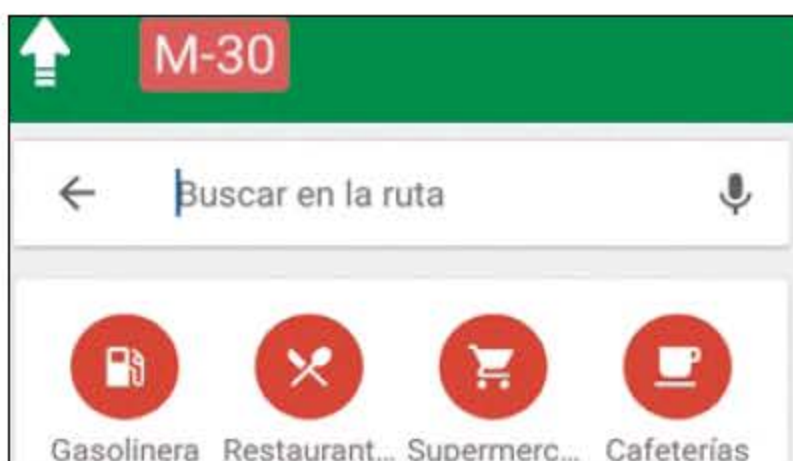 M-30
Buscar en la ruta
Gasolinera Restaurant... Supermerc... Cafeterías